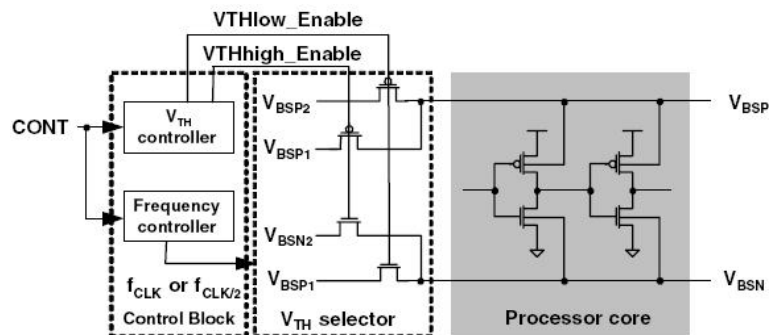 VTHlow_Enable
VTHhigh_Enable
CONT
VTH
controller
Frequency
controller
fCLK or fCLK/2
Control Block
VBSP2
VBSP1
VBSN2
VBSP1
VTH selector
VBSP
VBSN
Processor core